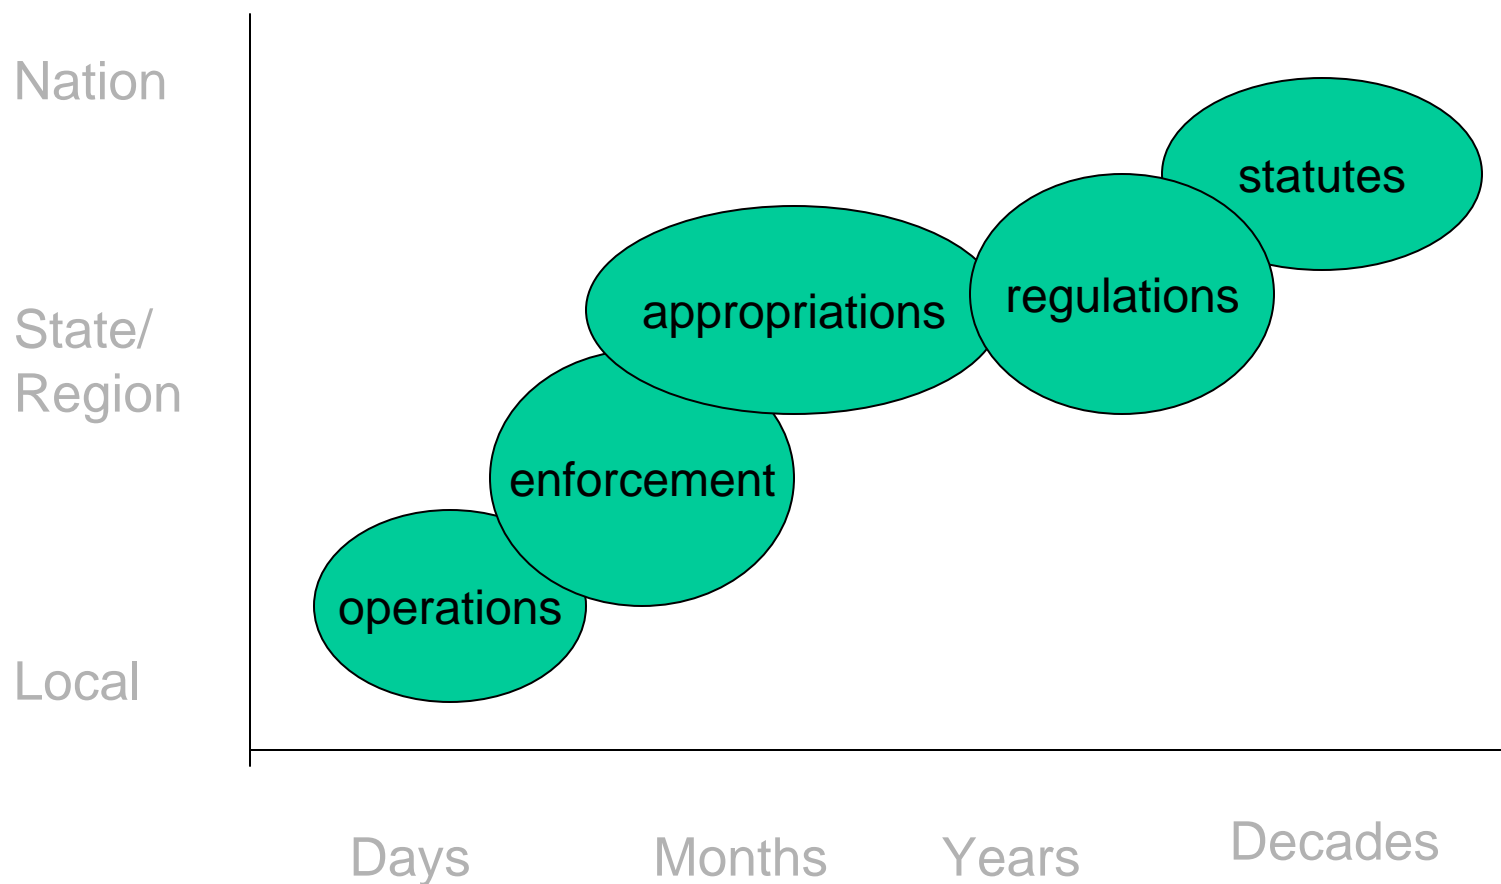 Nation
statutes
regulations
appropriations
State/
Region
enforcement
operations
Local
Days
Months
Years
Decades